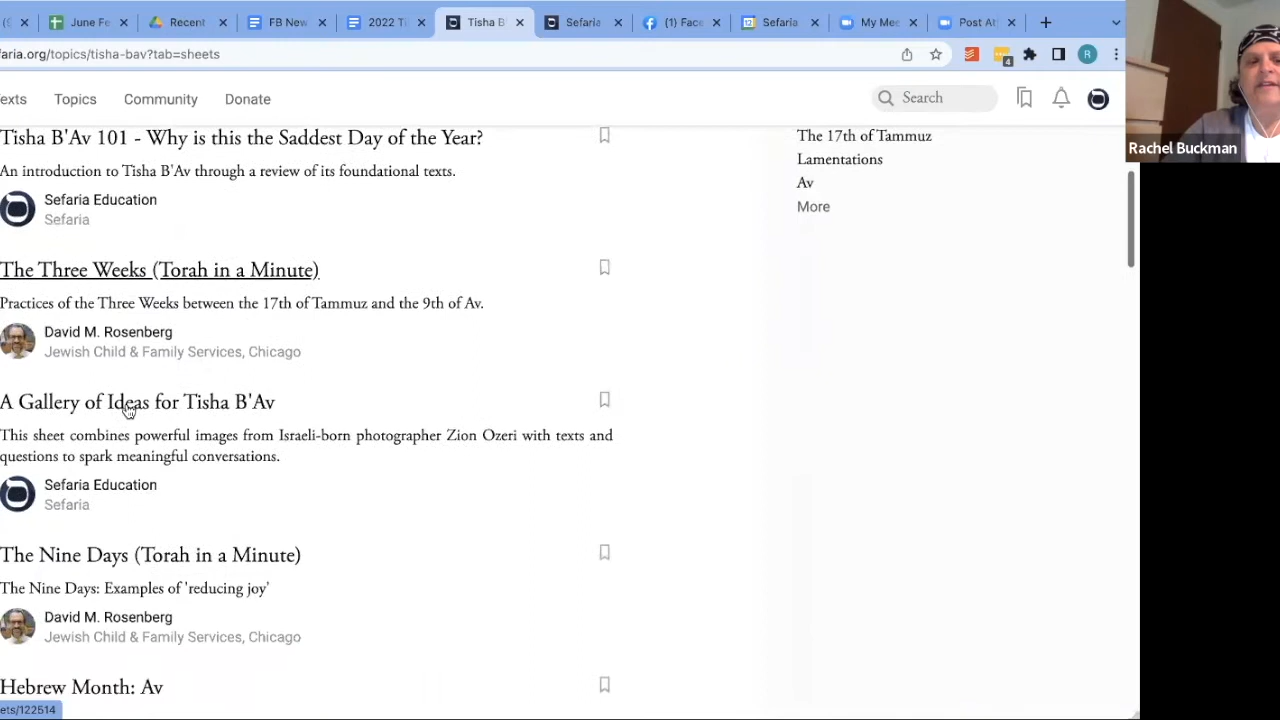 June Fe
Recent
FB New
2022 Ti
Tisha B'
Sefaria
(1) Face
Sefaria
My Me
Post At
faria.org/topics/tisha-bav?tab=sheets
4
R
exts
Topics
Community
Donate
Search
Rachel Buckman
Tisha B'Av 101 - Why is this the Saddest Day of the Year?
An introduction to Tisha B'Av through a review of its foundational texts.
Sefaria Education
Sefaria
The Three Weeks (Torah in a Minute)
Practices of the Three Weeks between the 17th of Tammuz and the 9th of Av.
David M. Rosenberg
Jewish Child & Family Services, Chicago
A Gallery of Ideas for Tisha B'Av
This sheet combines powerful images from Israeli-born photographer Zion Ozeri with texts and
questions to spark meaningful conversations.
Sefaria Education
Sefaria
The Nine Days (Torah in a Minute)
The Nine Days: Examples of 'reducing joy'
David M. Rosenberg
Jewish Child & Family Services, Chicago
Hebrew Month: Av
The 17th of Tammuz
Lamentations
Av
More
ets/122514